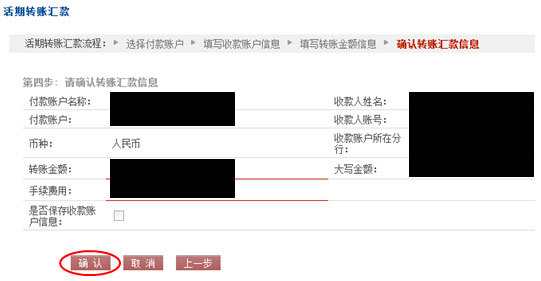 活期转账汇款
活期转账汇款流程： 选择付款账户 填写收款账户信息 填写转账金额信息 确认转账汇款信息
第四步：请确认转账汇款信息
付款账户名称： 收款人姓名：
付款账户： 收款人账号：
币种： 人民币 收款账户所在分
行：
转账金额： 大写金额：
手续费用：
是否保存收款账
户信息：
确 认 取 消 上一步